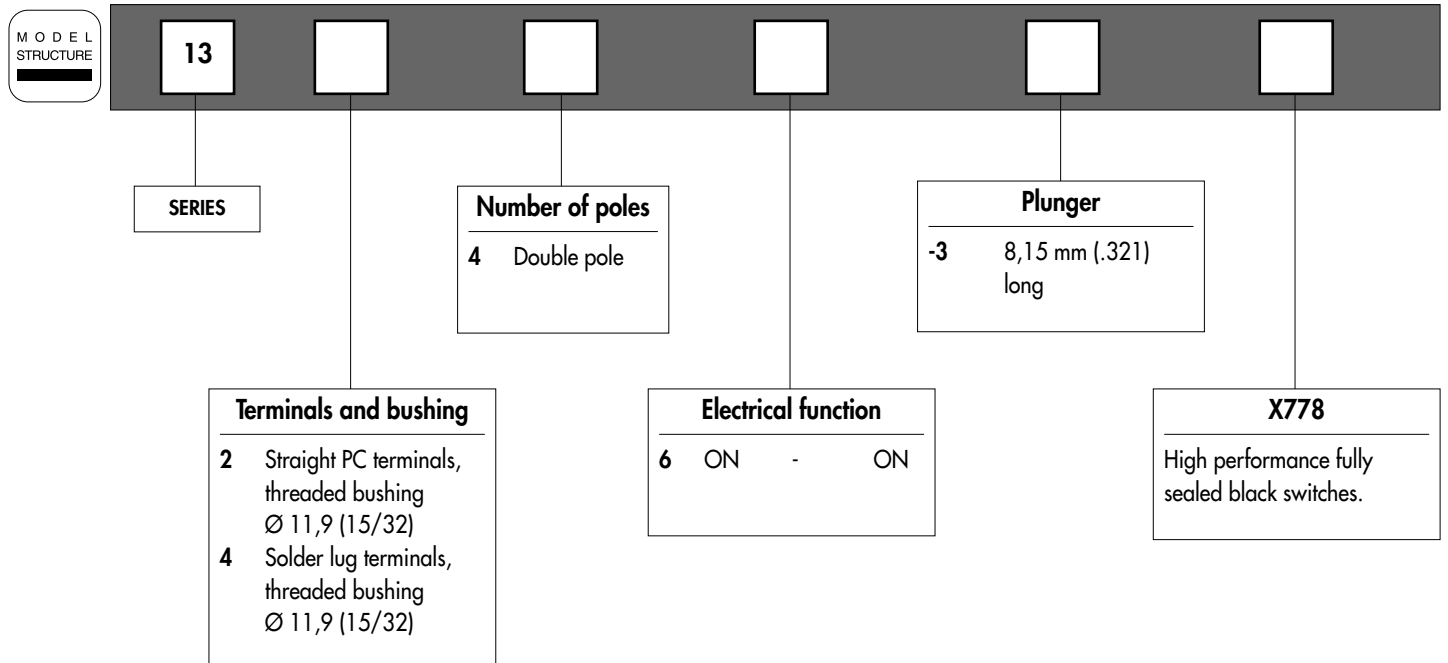 MODEL
STRUCTURE
13
SERIES
Number of poles
4 Double pole
Plunger
-3 8,15 mm (.321)
long
Terminals and bushing
2 Straight PC terminals,
threaded bushing
Ø 11,9 (15/32)
4 Solder lug terminals,
threaded bushing
Ø 11,9 (15/32)
Electrical function
6 ON - ON
X778
High performance fully
sealed black switches.